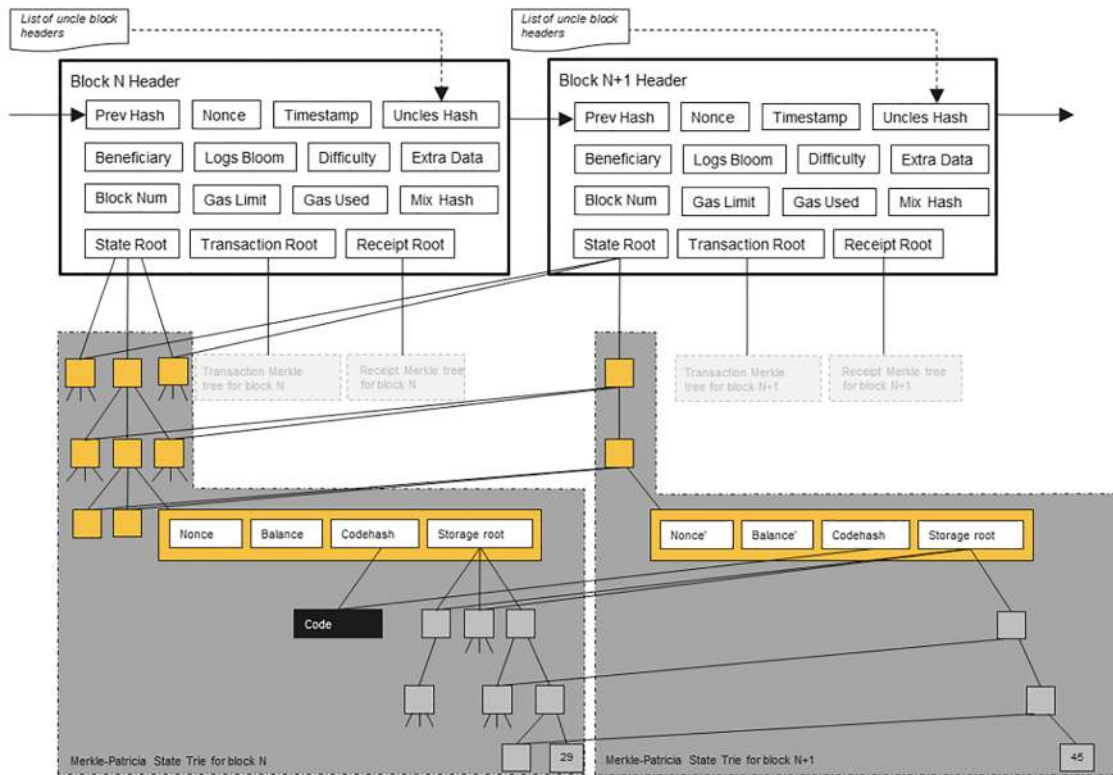 List of uncle block
headers
List of uncle block
headers
Block N Header
Prev Hash
Nonce
Timestamp
Uncles Hash
Beneficiary
Logs Bloom
Difficulty
Extra Data
Block Num
Gas Limit
Gas Used
Mix Hash
State Root
Transaction Root
Receipt Root
Block N+1 Header
Prev Hash
Nonce
Timestamp
Uncles Hash
Beneficiary
Logs Bloom
Difficulty
Extra Data
Block Num
Gas Limit
Gas Used
Mix Hash
State Root
Transaction Root
Receipt Root
Transaction Merkle
tree for block N
Receipt Merkle tree
for block N
Transaction Merkle
tree for block N+1
Receipt Merkle tree
for block N+1
Nonce
Balance
Codehash
Storage root
Nonce'
Balance'
Codehash
Storage root
Code
29
45
Merkle-Patricia State Trie for block N
Merkle-Patricia State Trie for block N+1